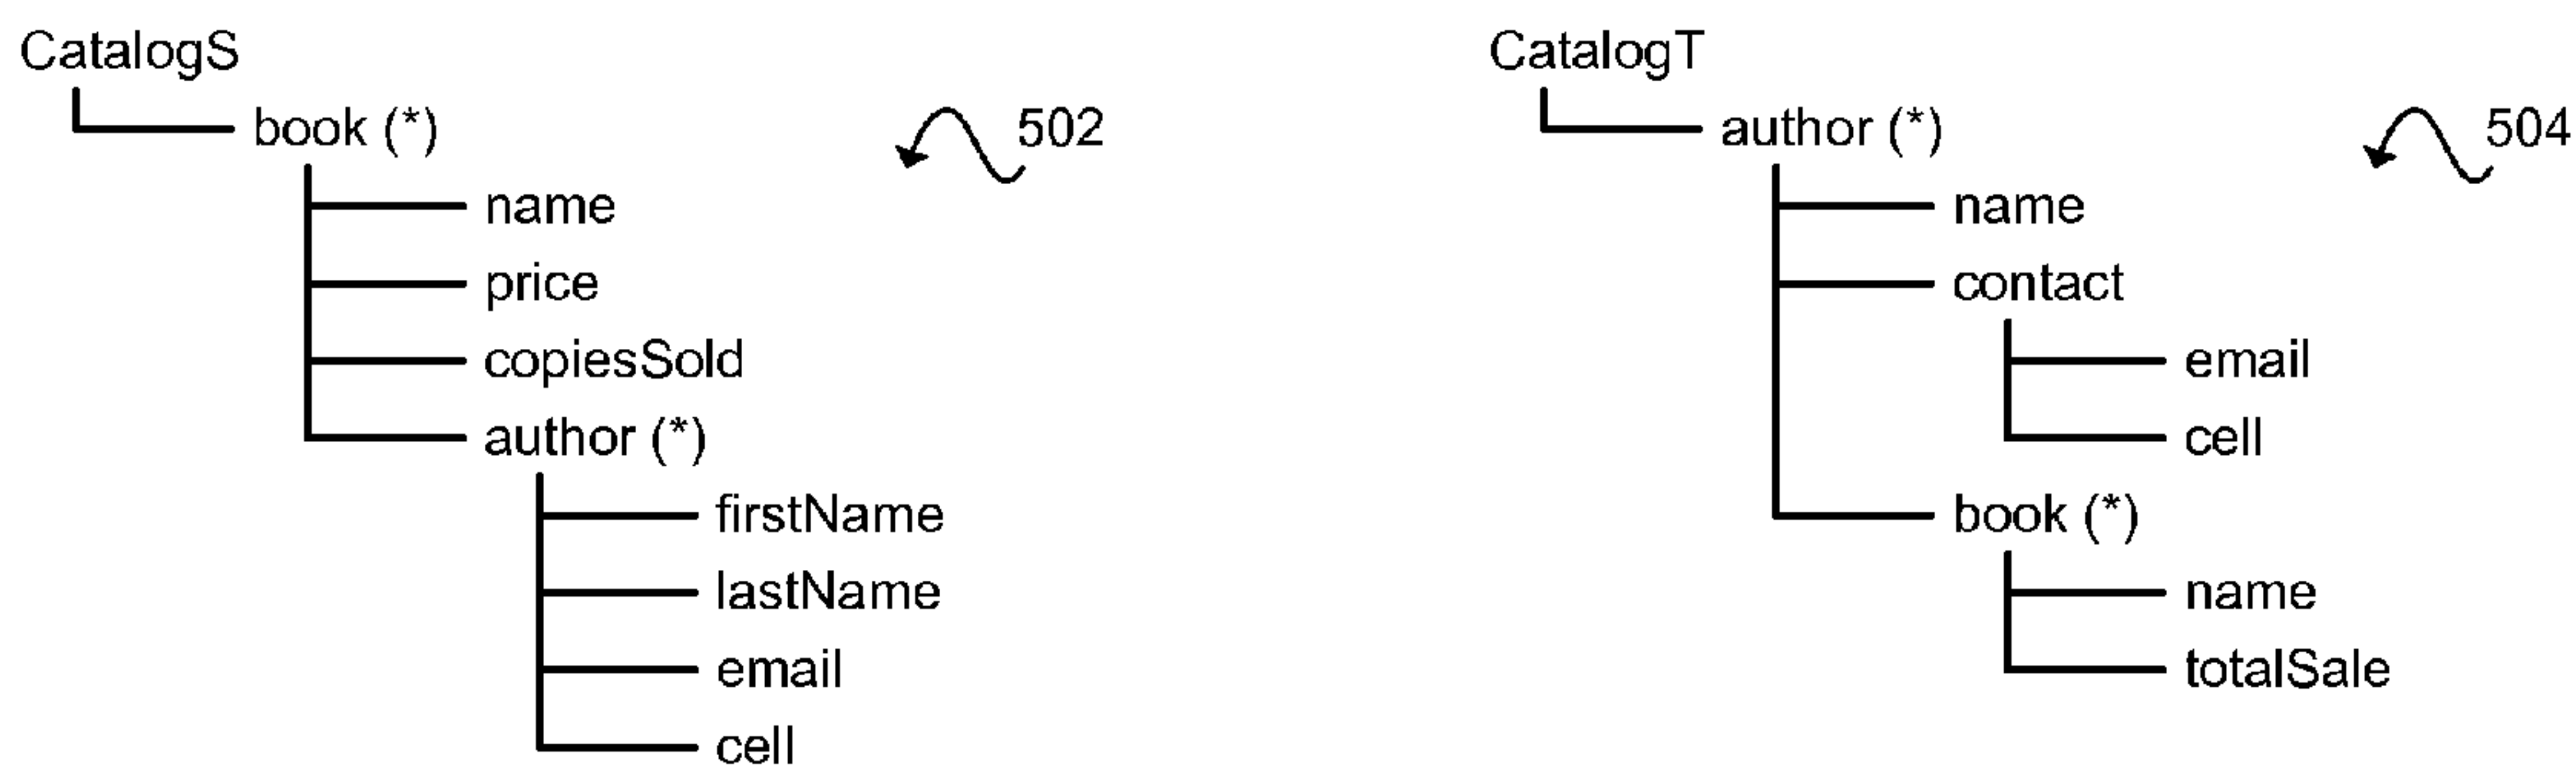 CatalogS
book (*)
502
name
price
copiesSold
author (*)
firstName
lastName
email
cell
CatalogT
author (*)
504
name
contact
email
cell
book (*)
name
totalSale